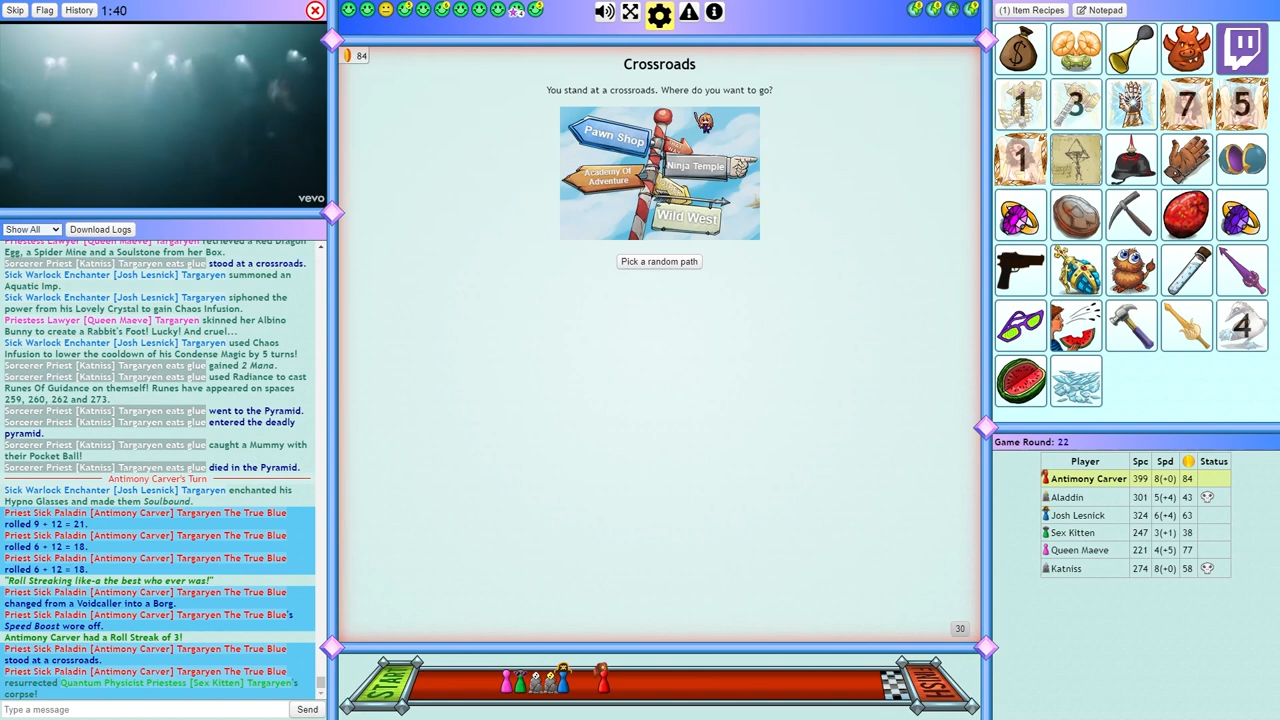 Skip
Flag
History
1:40
vevo
Show All
Download Logs
Priestess Lawyer [Queen Maeve] Targaryen retrieved a Red Dragon
Egg, a Spider Mine and a Soulstone from her Box.
Sorcerer Priest [Katniss] Targaryen eats glue stood at a crossroads.
Sick Warlock Enchanter [Josh Lesnick] Targaryen summoned an
Aquatic Imp.
Sick Warlock Enchanter [Josh Lesnick] Targaryen siphoned the
power from his Lovely Crystal to gain Chaos Infusion.
Priestess Lawyer [Queen Maeve] Targaryen skinned her Albino
Bunny to create a Rabbit's Foot! Lucky! And cruel...
Sick Warlock Enchanter [Josh Lesnick] Targaryen used Chaos
Infusion to lower the cooldown of his Condense Magic by 5 turns!
Sorcerer Priest [Katniss] Targaryen eats glue gained 2 Mana.
Sorcerer Priest [Katniss] Targaryen eats glue used Radiance to cast
Runes Of Guidance on themself! Runes have appeared on spaces
259, 260, 262 and 273.
Sorcerer Priest [Katniss] Targaryen eats glue went to the Pyramid.
Sorcerer Priest [Katniss] Targaryen eats glue entered the deadly
pyramid.
Sorcerer Priest [Katniss] Targaryen eats glue caught a Mummy with
their Pocket Ball!
Sorcerer Priest [Katniss] Targaryen eats glue died in the Pyramid.
Antimony Carver's Turn
Sick Warlock Enchanter [Josh Lesnick] Targaryen enchanted his
Hypno Glasses and made them Soulbound.
Priest Sick Paladin [Antimony Carver] Targaryen The True Blue
rolled 9 + 12 = 21.
Priest Sick Paladin [Antimony Carver] Targaryen The True Blue
rolled 6 + 12 = 18.
Priest Sick Paladin [Antimony Carver] Targaryen The True Blue
rolled 6 + 12 = 18.
"Roll Streaking like-a the best who ever was!"
Priest Sick Paladin [Antimony Carver] Targaryen The True Blue
changed from a Voidcaller into a Borg.
Priest Sick Paladin [Antimony Carver] Targaryen The True Blue's
Speed Boost wore off.
Antimony Carver had a Roll Streak of 3!
Priest Sick Paladin [Antimony Carver] Targaryen The True Blue
stood at a crossroads.
Priest Sick Paladin [Antimony Carver] Targaryen The True Blue
resurrected Quantum Physicist Priestess [Sex Kitten] Targaryen's
corpse!
Type a message
Send
84
Crossroads
You stand at a crossroads. Where do you want to go?
Pawn Shop
Ninja Temple
Academy Of
Adventure
Wild West
Pick a random path
30
START
FINISH
(1) Item Recipes
Notepad
1 3 7 5
1
4
Game Round: 22
Player Spc Spd Status
Antimony Carver 399 8(+0) 84
Aladdin 301 5(+4) 43
Josh Lesnick 324 6(+4) 63
Sex Kitten 247 3(+1) 38
Queen Maeve 221 4(+5) 77
Katniss 274 8(+0) 58